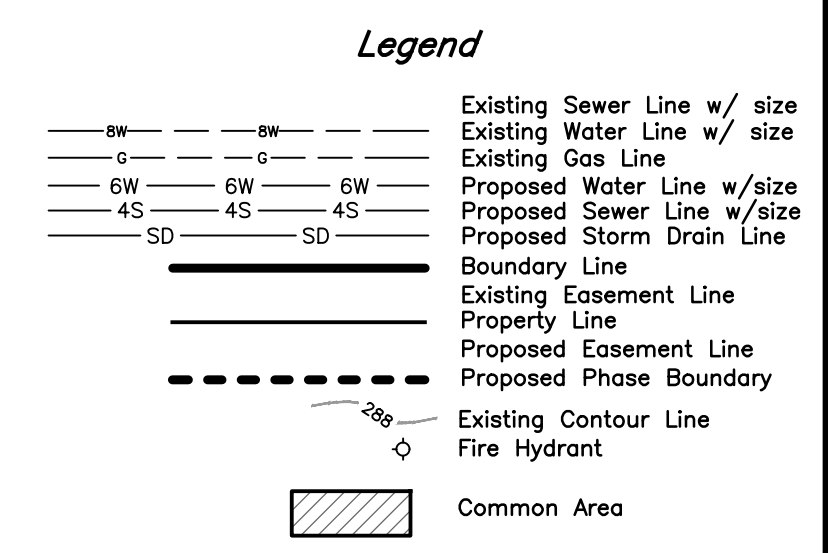 Legend
Existing Sewer Line w/ size
8W 8W Existing Water Line w/ size
G G Existing Gas Line
6W 6W 6W Proposed Water Line w/size
4S 4S 4S Proposed Sewer Line w/size
SD SD Proposed Storm Drain Line
Boundary Line
Existing Easement Line
Property Line
Proposed Easement Line
Proposed Phase Boundary
288 Existing Contour Line
Fire Hydrant
Common Area